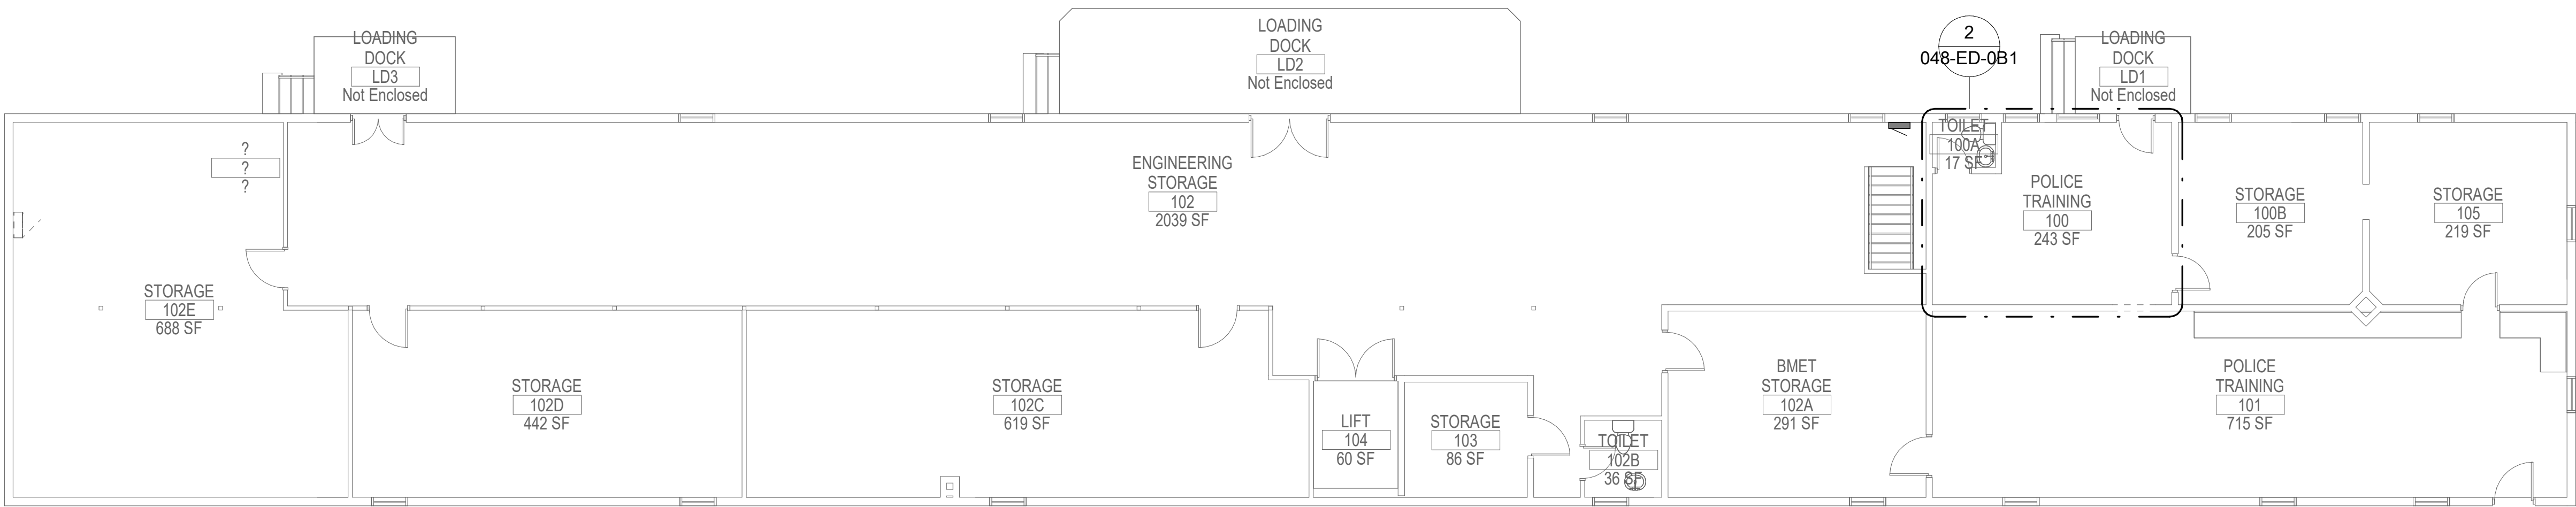 LOADING
DOCK
LD3
Not Enclosed
LOADING
DOCK
LD2
Not Enclosed
2
048-ED-0B1
LOADING
DOCK
LD1
Not Enclosed
?
?
?
ENGINEERING
STORAGE
102
2039 SF
TOILET
100A
17 SF
POLICE
TRAINING
100
243 SF
STORAGE
100B
205 SF
STORAGE
105
219 SF
STORAGE
102E
688 SF
STORAGE
102D
442 SF
STORAGE
102C
619 SF
LIFT
104
60 SF
STORAGE
103
86 SF
TOILET
102B
36 SF
BMET
STORAGE
102A
291 SF
POLICE
TRAINING
101
715 SF